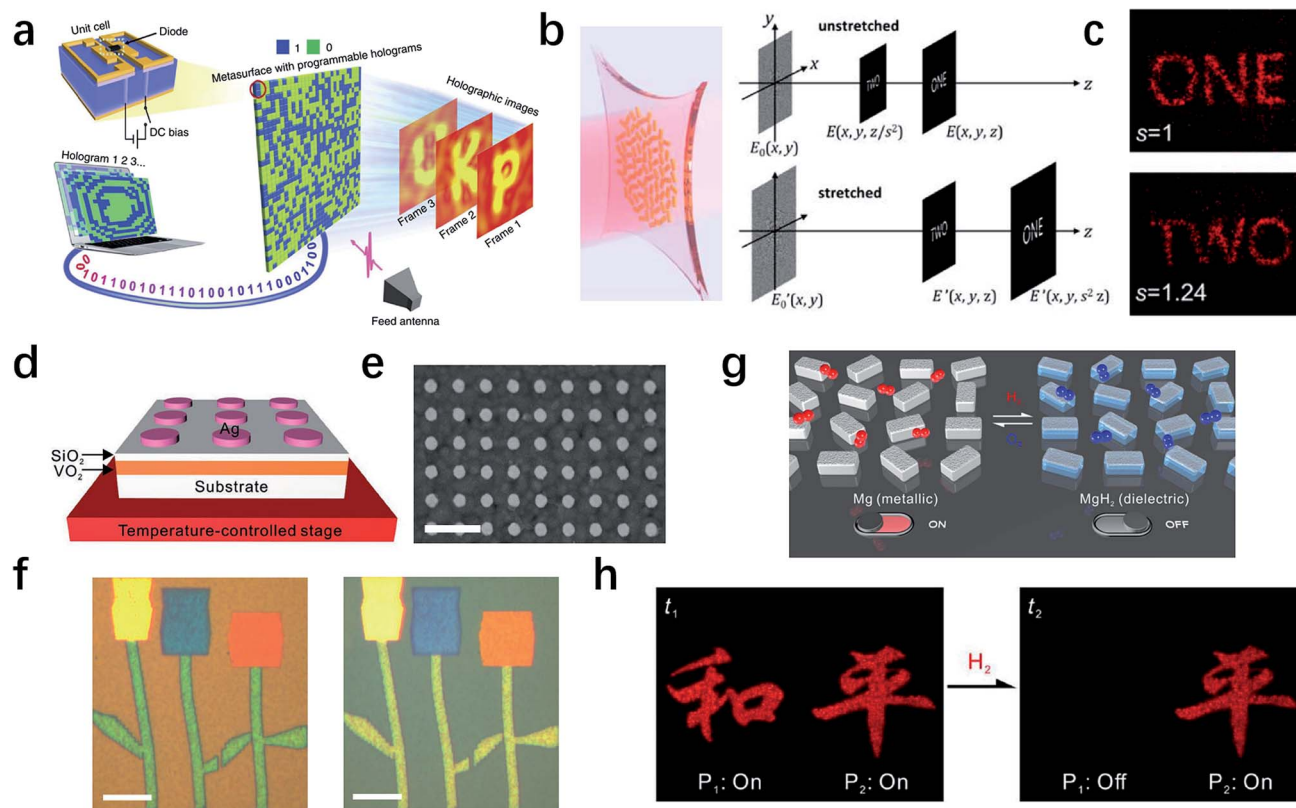 a
Unit cell
Diode
DC bias
1
0
Metasurface with programmable holograms
Holographic images
Hologram 1 2 3...
Frame 3
Frame 2
Frame 1
Feed antenna
b
unstretched
y
x
z
TWO
ONE
E₀(x, y)
E(x, y, z/s²)
E(x, y, z)
stretched
TWO
ONE
z
E₀'(x, y)
E'(x, y, z)
E'(x, y, s² z)
c
ONE
s=1
TWO
s=1.24
d
Ag
SiO₂
VO₂
Substrate
Temperature-controlled stage
e
f
g
H₂
O₂
Mg (metallic)
ON
MgH₂ (dielectric)
OFF
h
t₁
和 平
P₁: On
P₂: On
H₂
t₂
平
P₁: Off
P₂: On